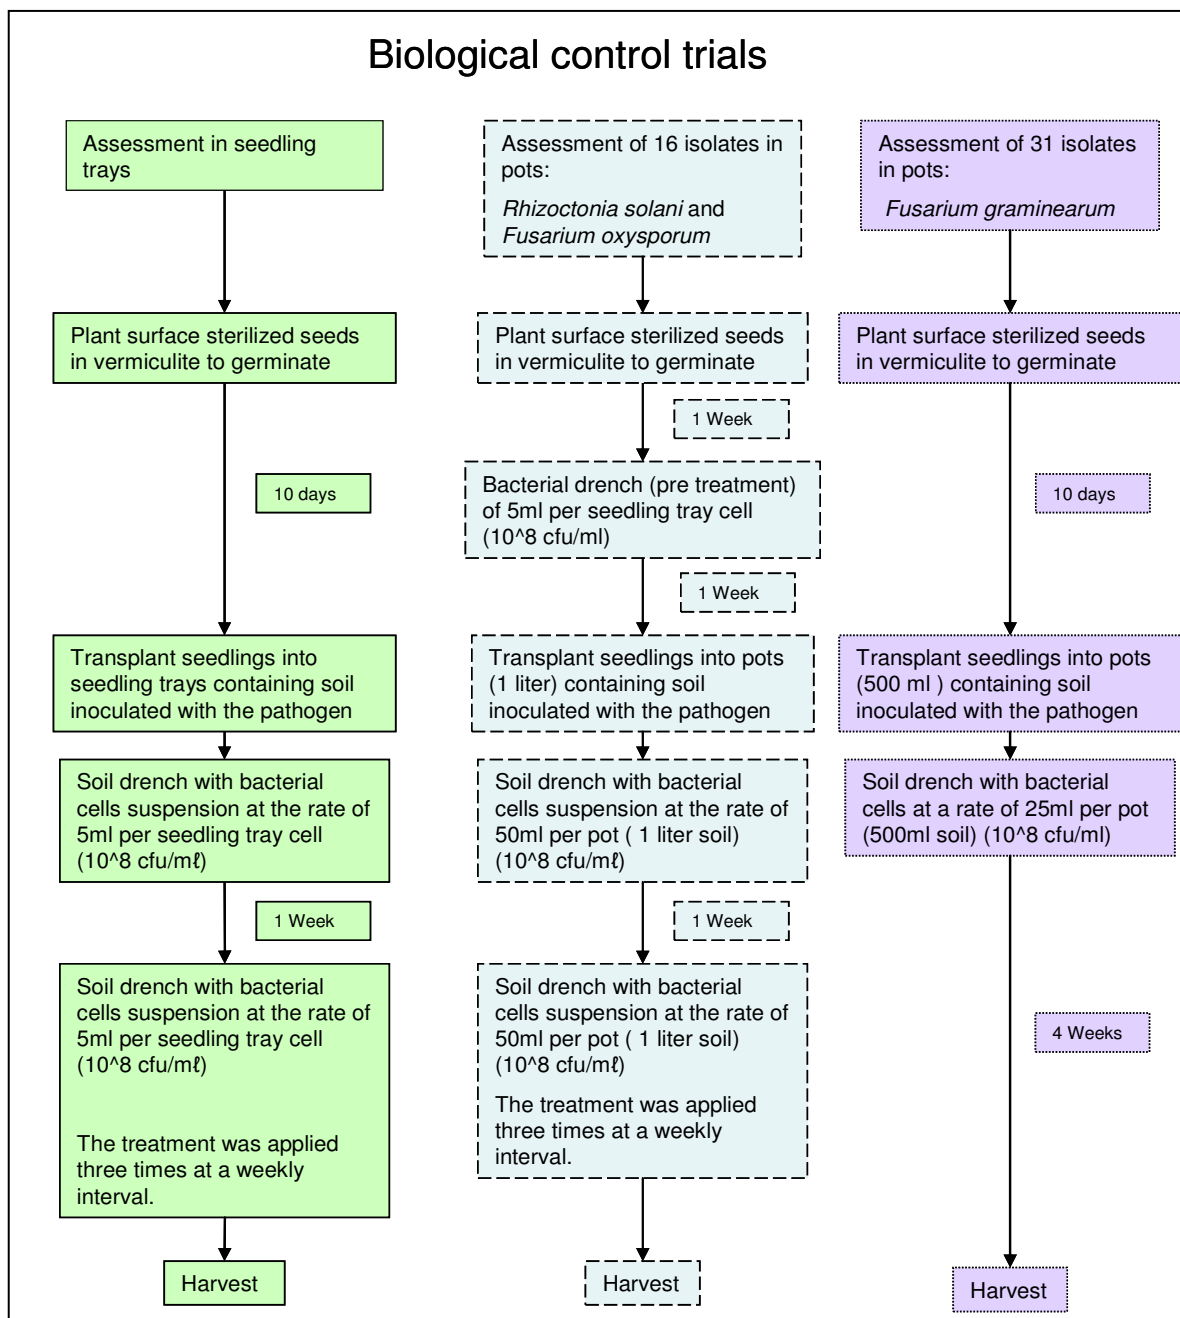 Biological control trials
Assessment in seedling
trays
Plant surface sterilized seeds
in vermiculite to germinate
10 days
Transplant seedlings into
seedling trays containing soil
inoculated with the pathogen
Soil drench with bacterial
cells suspension at the rate of
5ml per seedling tray cell
(10^8 cfu/mℓ)
1 Week
Soil drench with bacterial
cells suspension at the rate of
5ml per seedling tray cell
(10^8 cfu/mℓ)
The treatment was applied
three times at a weekly
interval.
Harvest
Assessment of 16 isolates in
pots:
Rhizoctonia solani and
Fusarium oxysporum
Plant surface sterilized seeds
in vermiculite to germinate
1 Week
Bacterial drench (pre treatment)
of 5ml per seedling tray cell
(10^8 cfu/ml)
1 Week
Transplant seedlings into pots
(1 liter) containing soil
inoculated with the pathogen
Soil drench with bacterial
cells suspension at the rate of
50ml per pot ( 1 liter soil)
(10^8 cfu/mℓ)
1 Week
Soil drench with bacterial
cells suspension at the rate of
50ml per pot ( 1 liter soil)
(10^8 cfu/mℓ)
The treatment was applied
three times at a weekly
interval.
Harvest
Assessment of 31 isolates
in pots:
Fusarium graminearum
Plant surface sterilized seeds
in vermiculite to germinate
10 days
Transplant seedlings into pots
(500 ml ) containing soil
inoculated with the pathogen
Soil drench with bacterial
cells at a rate of 25ml per pot
(500ml soil) (10^8 cfu/ml)
4 Weeks
Harvest